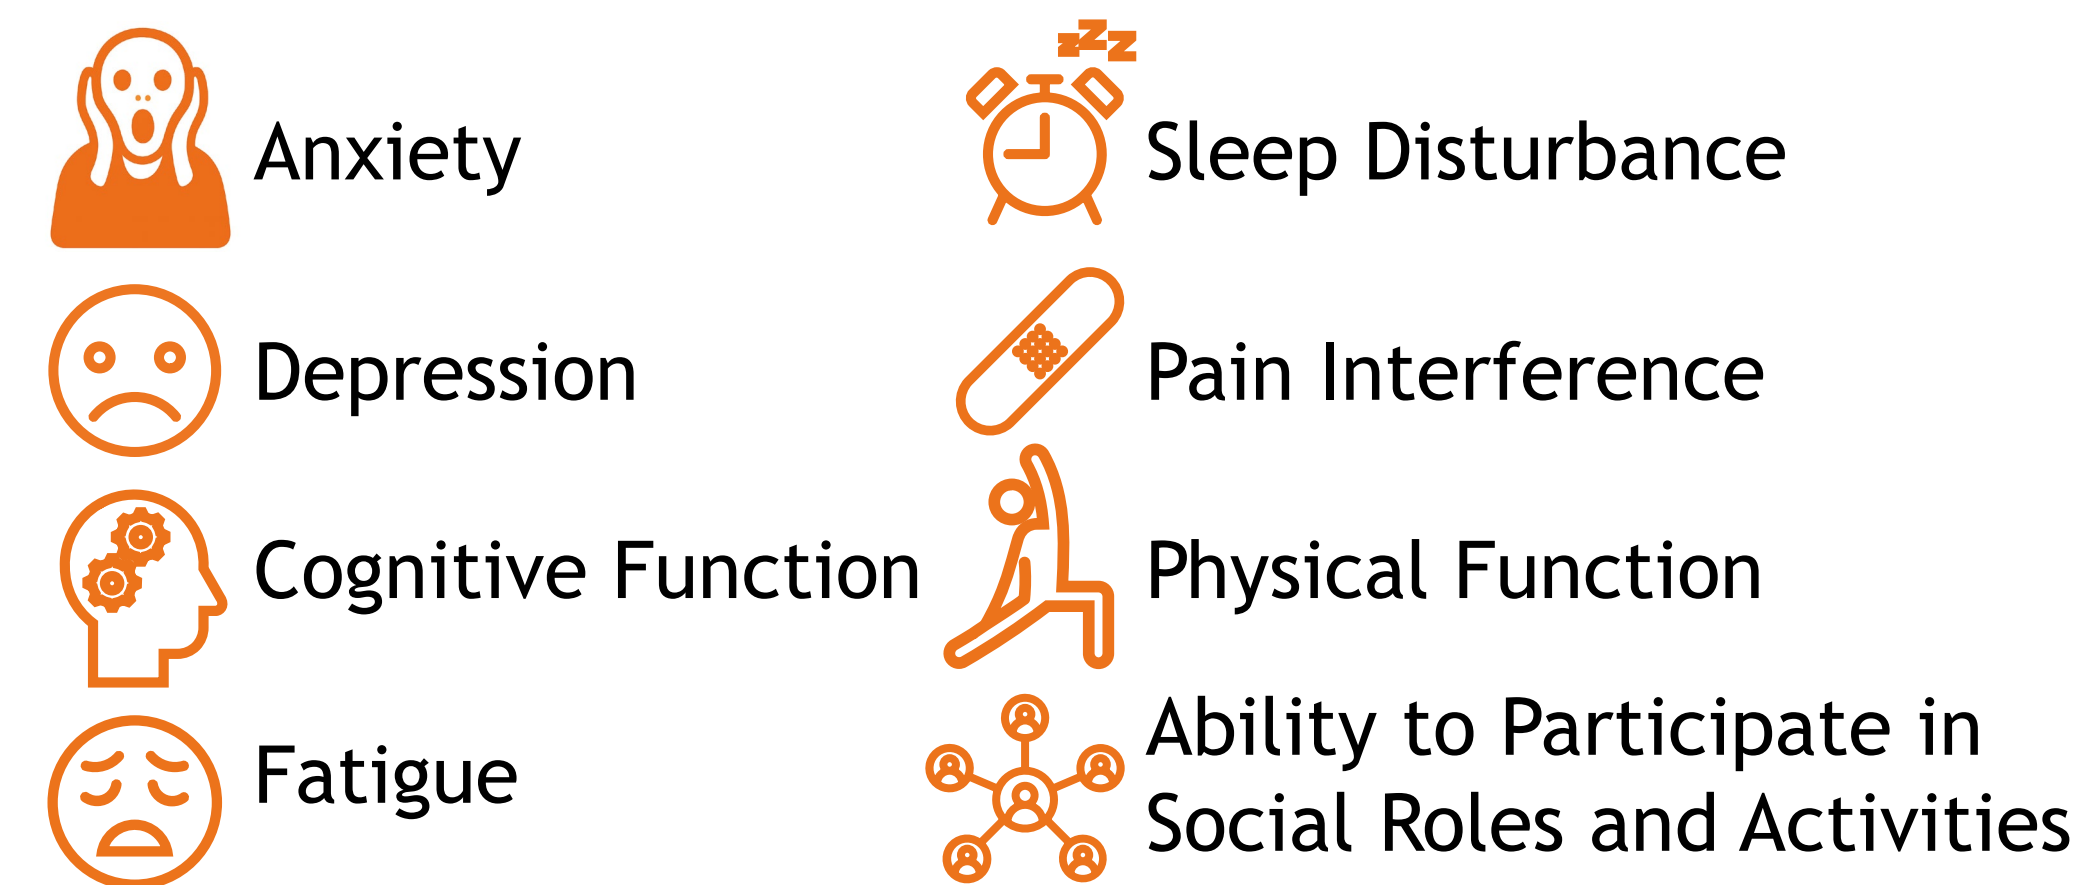 zzz
Anxiety
Sleep Disturbance
Depression
Pain Interference
Cognitive Function
Physical Function
Fatigue
Ability to Participate in
Social Roles and Activities